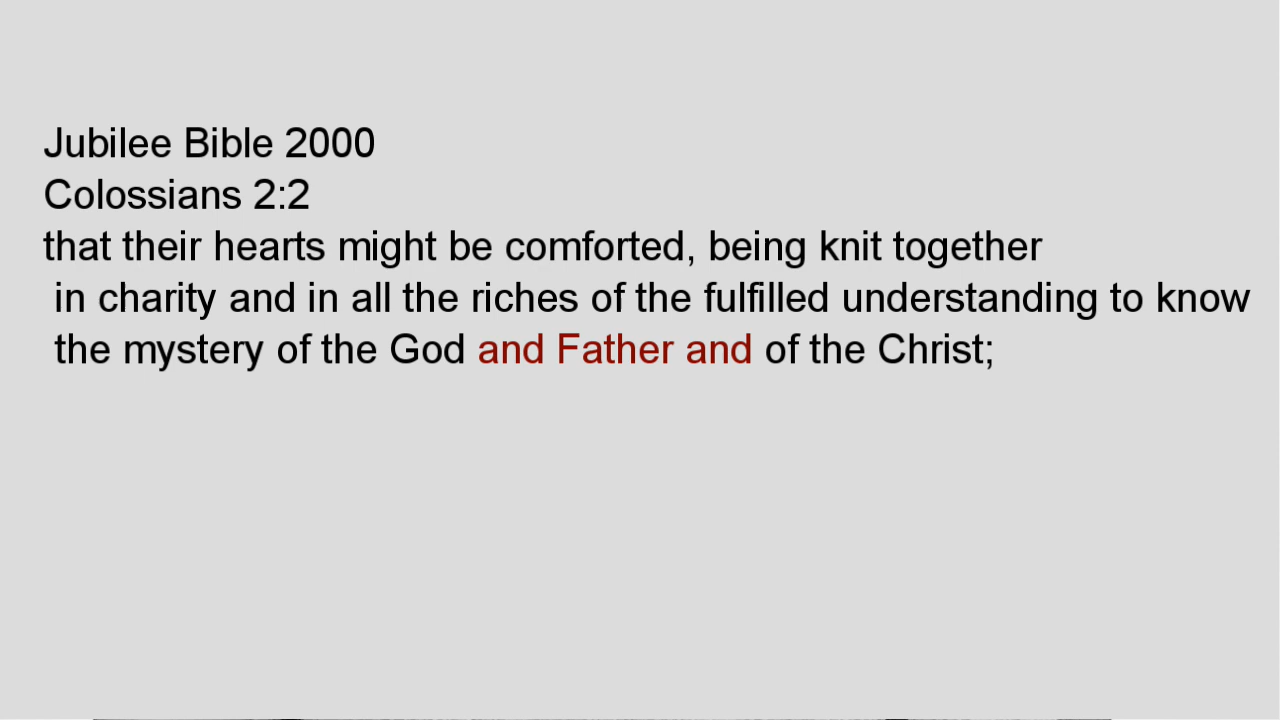 Jubilee Bible 2000
Colossians 2:2
that their hearts might be comforted, being knit together
in charity and in all the riches of the fulfilled understanding to know
the mystery of the God and Father and of the Christ;